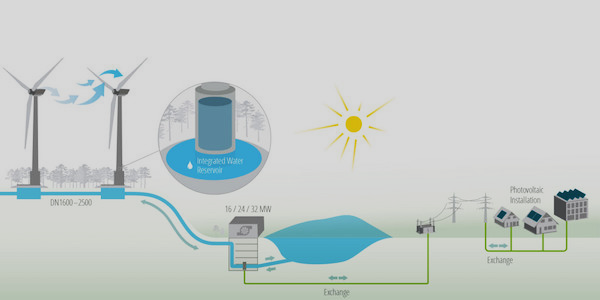 Integrated Water
Reservoir
DN1600–2500
16 / 24 / 32 MW
Photovoltaic
Installation
Exchange
Exchange